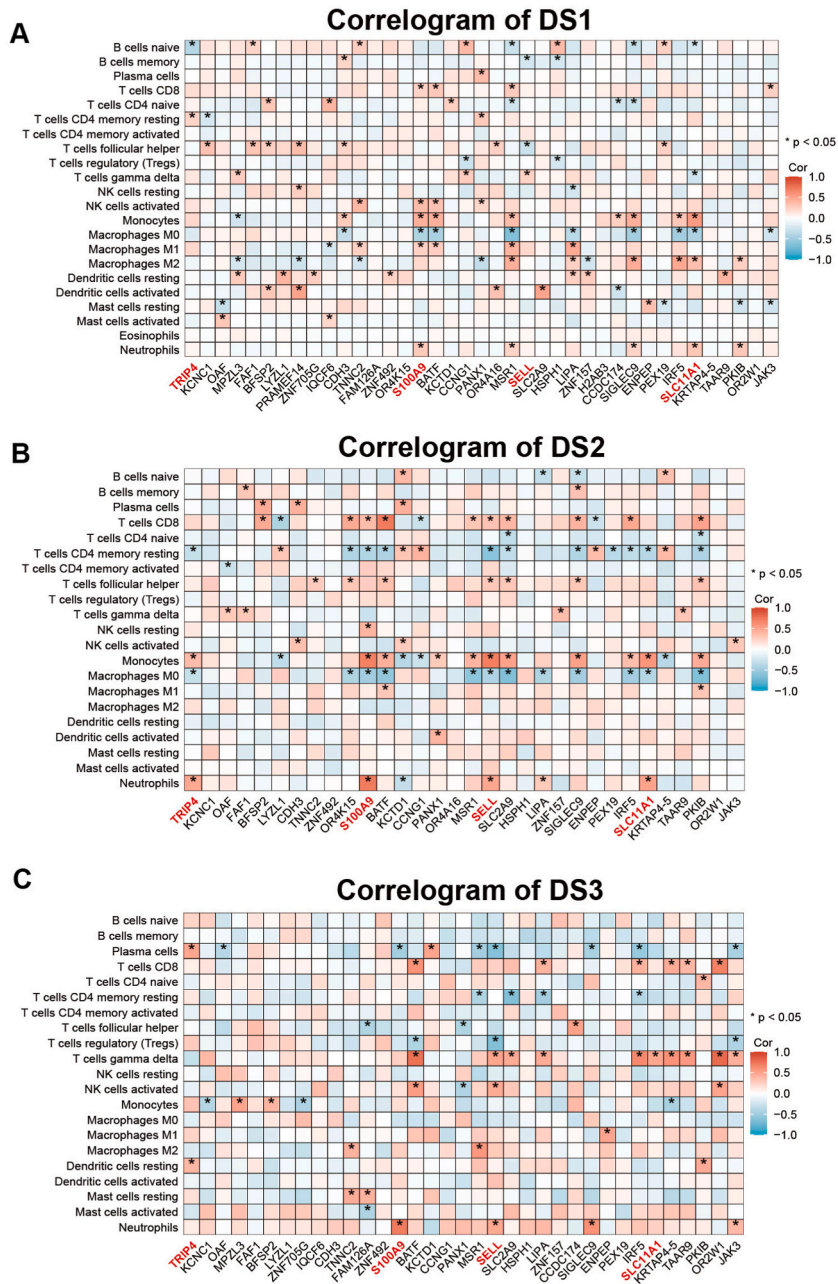 A
Correlogram of DS1
B cells naive
B cells memory
Plasma cells
T cells CD8
T cells CD4 naive
T cells CD4 memory resting
T cells CD4 memory activated
T cells follicular helper
T cells regulatory (Tregs)
T cells gamma delta
NK cells resting
NK cells activated
Monocytes
Macrophages M0
Macrophages M1
Macrophages M2
Dendritic cells resting
Dendritic cells activated
Mast cells resting
Mast cells activated
Eosinophils
Neutrophils
* p < 0.05
Cor
1.0
0.5
0.0
−0.5
−1.0
TRIP4
KCNC1
OAF
MPZL3
FAF1
BFSP2
LYZL1
PRAMEF14
ZNF705G
IQCF6
CDH3
TNNC2
FAM126A
ZNF492
OR4K15
S100A9
BATF
KCTD1
CCNG1
PANX1
OR4A16
MSR1
SELL
SLC2A9
HSPH1
LIPA
ZNF157
H2AB3
CCDC174
SIGLEC9
ENPEP
PEX19
IRF5
SLC11A1
KRTAP4-5
TAAR9
PKIB
OR2W1
JAK3
B
Correlogram of DS2
B cells naive
B cells memory
Plasma cells
T cells CD8
T cells CD4 naive
T cells CD4 memory resting
T cells CD4 memory activated
T cells follicular helper
T cells regulatory (Tregs)
T cells gamma delta
NK cells resting
NK cells activated
Monocytes
Macrophages M0
Macrophages M1
Macrophages M2
Dendritic cells resting
Dendritic cells activated
Mast cells resting
Mast cells activated
Neutrophils
* p < 0.05
Cor
1.0
0.5
0.0
−0.5
−1.0
TRIP4
KCNC1
OAF
FAF1
BFSP2
LYZL1
CDH3
TNNC2
ZNF492
OR4K15
S100A9
BATF
KCTD1
CCNG1
PANX1
OR4A16
MSR1
SELL
SLC2A9
HSPH1
LIPA
ZNF157
SIGLEC9
ENPEP
PEX19
IRF5
SLC11A1
KRTAP4-5
TAAR9
PKIB
OR2W1
JAK3
C
Correlogram of DS3
B cells naive
B cells memory
Plasma cells
T cells CD8
T cells CD4 naive
T cells CD4 memory resting
T cells CD4 memory activated
T cells follicular helper
T cells regulatory (Tregs)
T cells gamma delta
NK cells resting
NK cells activated
Monocytes
Macrophages M0
Macrophages M1
Macrophages M2
Dendritic cells resting
Dendritic cells activated
Mast cells resting
Mast cells activated
Neutrophils
* p < 0.05
Cor
1.0
0.5
0.0
−0.5
−1.0
TRIP4
KCNC1
OAF
MPZL3
FAF1
BFSP2
LYZL1
ZNF705G
IQCF6
CDH3
TNNC2
FAM126A
ZNF492
S100A9
BATF
KCTD1
CCNG1
PANX1
MSR1
SELL
SLC2A9
HSPH1
LIPA
ZNF157
CCDC174
SIGLEC9
ENPEP
PEX19
IRF5
SLC11A1
KRTAP4-5
TAAR9
PKIB
OR2W1
JAK3